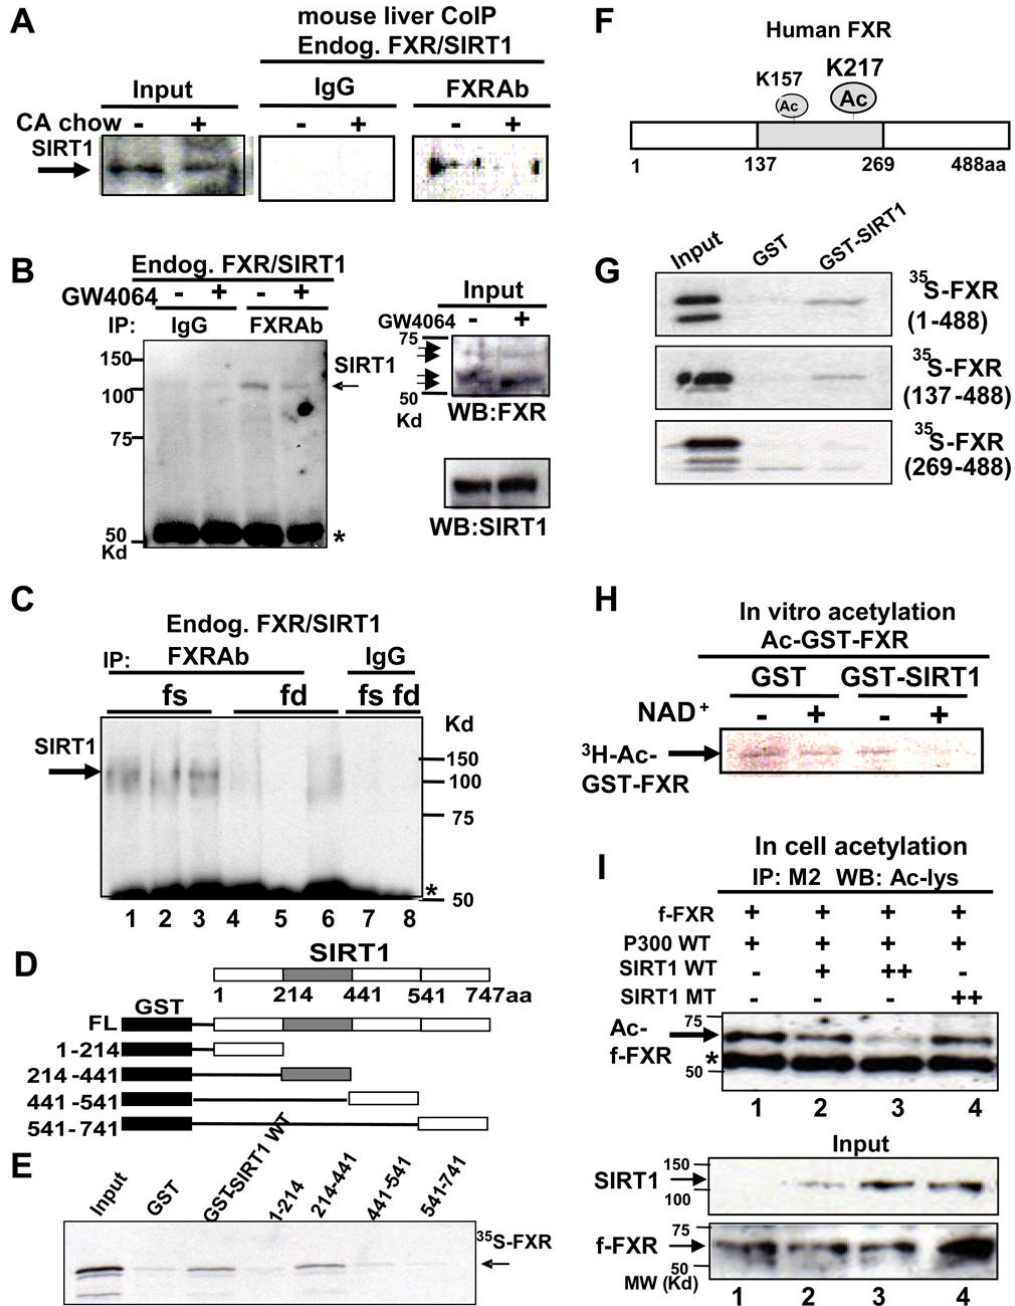 A
mouse liver CoIP
Endog. FXR/SIRT1
Input
IgG
FXRAb
CA chow - + - + - +
SIRT1
B
Endog. FXR/SIRT1
GW4064 - + - +
IP: IgG FXRAb
150
100
75
50
Kd
SIRT1
*
Input
GW4064 - +
75
50
Kd
WB:FXR
WB:SIRT1
C
Endog. FXR/SIRT1
IP: FXRAb IgG
fs fd fs fd
SIRT1
Kd
150
100
75
* 50
1 2 3 4 5 6 7 8
D
SIRT1
1 214 441 541 747aa
GST
FL
1-214
214-441
441-541
541-741
E
Input GST GST-SIRT1 WT 1-214 214-441 441-541 541-741
35S-FXR
F
Human FXR
K157 K217
Ac Ac
1 137 269 488aa
G
Input GST GST-SIRT1
35S-FXR
(1-488)
35S-FXR
(137-488)
35S-FXR
(269-488)
H
In vitro acetylation
Ac-GST-FXR
GST GST-SIRT1
NAD+ - + - +
3H-Ac-
GST-FXR
I
In cell acetylation
IP: M2 WB: Ac-lys
f-FXR + + + +
P300 WT + + + +
SIRT1 WT - + ++ -
SIRT1 MT - - - ++
75
Ac-
f-FXR
*
50
1 2 3 4
Input
150
SIRT1
100
75
f-FXR
50
MW (Kd)
1 2 3 4